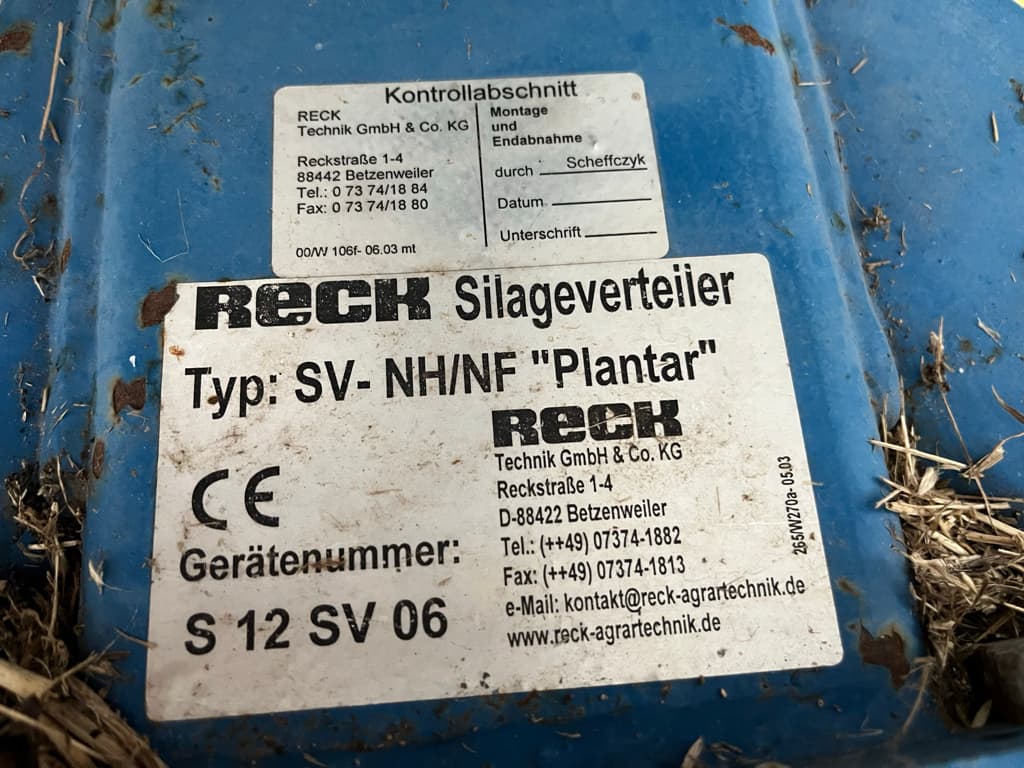 Kontrollabschnitt
RECK
Technik GmbH & Co. KG
Reckstraße 1-4
88442 Betzenweiler
Tel.: 0 73 74/18 84
Fax: 0 73 74/18 80
00/W 106f- 06.03 mt
Montage
und
Endabnahme
durch Scheffczyk
Datum
Unterschrift
RECK Silageverteiler
Typ: SV- NH/NF "Plantar"
CE
Gerätenummer:
S 12 SV 06
RECK
Technik GmbH & Co. KG
Reckstraße 1-4
D-88422 Betzenweiler
Tel.: (++49) 07374-1882
Fax: (++49) 07374-1813
e-Mail: kontakt@reck-agrartechnik.de
www.reck-agrartechnik.de
265/W270a- 05.03